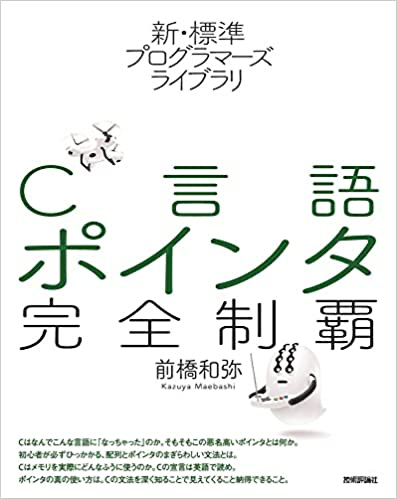 新・標準
プログラマーズ
ライブラリ
C言語
ポインタ
完全制覇
前橋和弥
Kazuya Maebashi
Cはなんでこんな言語に「なっちゃった」のか。そもそもこの悪名高いポインタとは何か。
初心者が必ずひっかかる、配列とポインタのまぎらわしい文法とは。
Cはメモリを実際にどんなふうに使うのか。Cの宣言は英語で読め。
ポインタの真の使い方は。Cの文法を深く知ることで見えてくること納得できること。
技術評論社